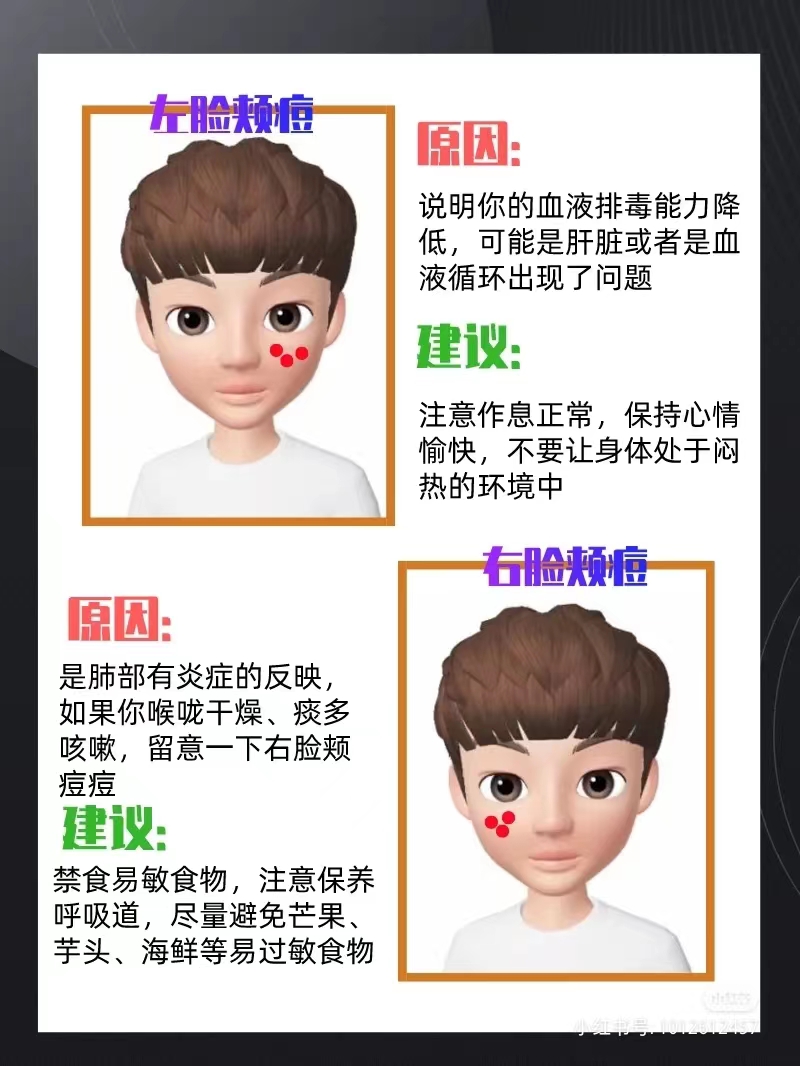 左脸颊痘
原因:
说明你的血液排毒能力降
低，可能是肝脏或者是血
液循环出现了问题
建议:
注意作息正常，保持心情
愉快，不要让身体处于闷
热的环境中
右脸颊痘
原因:
是肺部有炎症的反映，
如果你喉咙干燥、痰多
咳嗽，留意一下右脸颊
痘痘
建议:
禁食易敏食物，注意保养
呼吸道，尽量避免芒果、
芋头、海鲜等易过敏食物
小红书
小红书号: